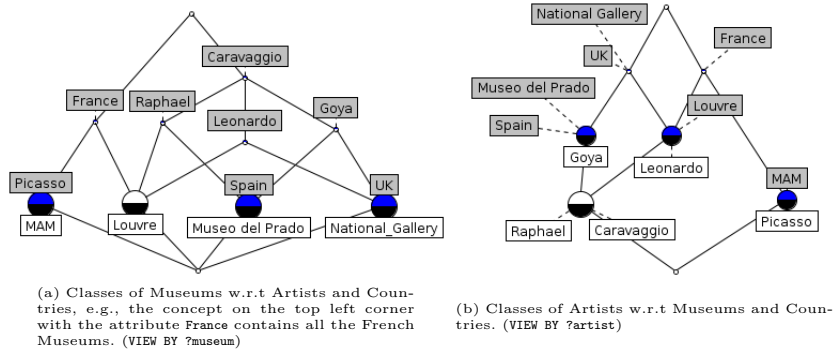 Caravaggio
France
Raphael
Goya
Leonardo
Picasso
Spain
UK
MAM
Louvre
Museo del Prado
National_Gallery
(a) Classes of Museums w.r.t Artists and Coun-
tries, e.g., the concept on the top left corner
with the attribute France contains all the French
Museums. (VIEW BY ?museum)
National Gallery
France
UK
Museo del Prado
Louvre
Spain
Goya
Leonardo
MAM
Picasso
Raphael
Caravaggio
(b) Classes of Artists w.r.t Museums and Coun-
tries. (VIEW BY ?artist)